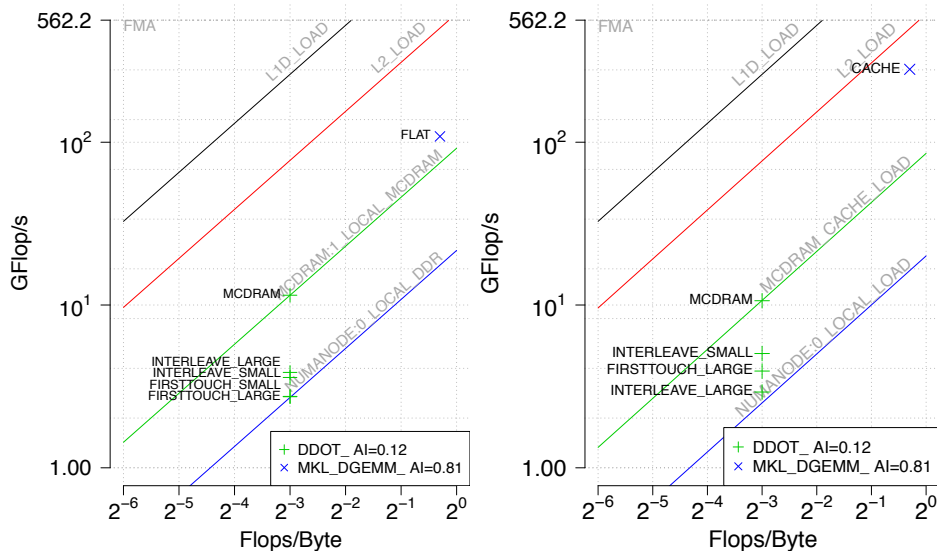 562.2
FMA
L1D_LOAD
L2_LOAD
10^2
FLAT
GFlop/s
MCDRAM:1_LOCAL_MCDRAM
MCDRAM
10^1
NUMANODE:0_LOCAL_DDR
INTERLEAVE_LARGE
INTERLEAVE_SMALL
FIRSTTOUCH_SMALL
FIRSTTOUCH_LARGE
DDOT_ AI=0.12
MKL_DGEMM_ AI=0.81
1.00
2^-6 2^-5 2^-4 2^-3 2^-2 2^-1 2^0
Flops/Byte
562.2
FMA
L1D_LOAD
L2_LOAD
CACHE
10^2
GFlop/s
MCDRAM_CACHE_LOAD
MCDRAM
10^1
NUMANODE:0_LOCAL_LOAD
INTERLEAVE_SMALL
FIRSTTOUCH_LARGE
INTERLEAVE_LARGE
DDOT_ AI=0.12
MKL_DGEMM_ AI=0.81
1.00
2^-6 2^-5 2^-4 2^-3 2^-2 2^-1 2^0
Flops/Byte